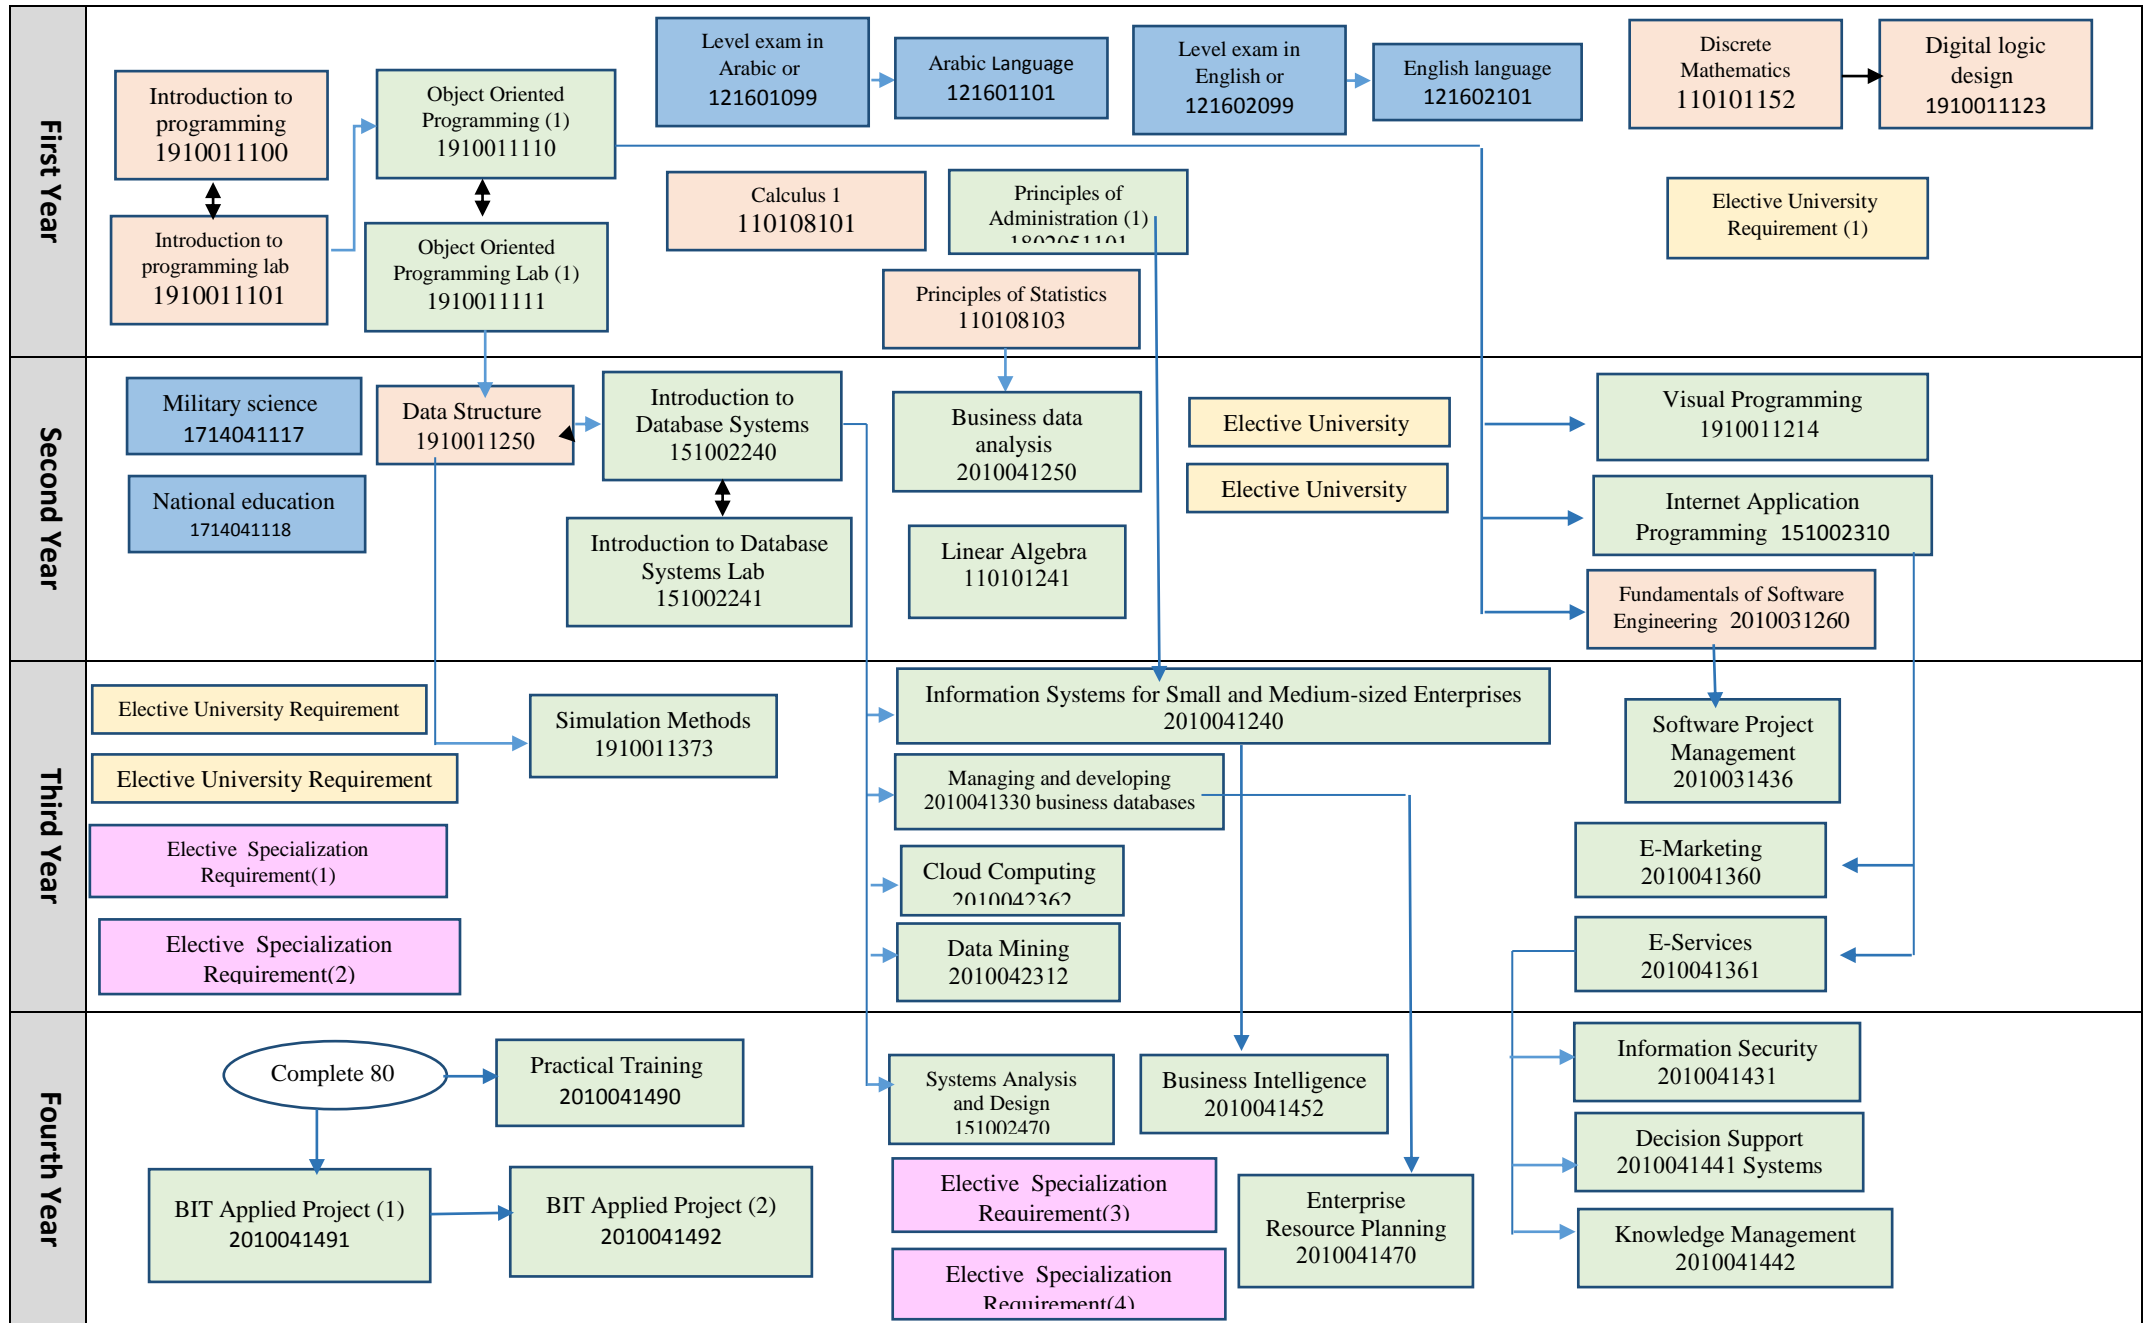 First Year
Introduction to
programming
1910011100
Introduction to
programming lab
1910011101
Object Oriented
Programming (1)
1910011110
Object Oriented
Programming Lab (1)
1910011111
Level exam in
Arabic or
121601099
Arabic Language
121601101
Level exam in
English or
121602099
English language
121602101
Discrete
Mathematics
110101152
Digital logic
design
1910011123
Calculus 1
110108101
Principles of
Administration (1)
1802051101
Elective University
Requirement (1)
Principles of Statistics
110108103
Second Year
Military science
1714041117
National education
1714041118
Data Structure
1910011250
Introduction to
Database Systems
151002240
Introduction to Database
Systems Lab
151002241
Business data
analysis
2010041250
Linear Algebra
110101241
Elective University
Elective University
Visual Programming
1910011214
Internet Application
Programming 151002310
Fundamentals of Software
Engineering 2010031260
Third Year
Elective University Requirement
Elective University Requirement
Elective Specialization
Requirement(1)
Elective Specialization
Requirement(2)
Simulation Methods
1910011373
Information Systems for Small and Medium-sized Enterprises
2010041240
Managing and developing
2010041330 business databases
Cloud Computing
2010042362
Data Mining
2010042312
Software Project
Management
2010031436
E-Marketing
2010041360
E-Services
2010041361
Fourth Year
Complete 80
Practical Training
2010041490
BIT Applied Project (1)
2010041491
BIT Applied Project (2)
2010041492
Systems Analysis
and Design
151002470
Elective Specialization
Requirement(3)
Elective Specialization
Requirement(4)
Business Intelligence
2010041452
Enterprise
Resource Planning
2010041470
Information Security
2010041431
Decision Support
2010041441 Systems
Knowledge Management
2010041442